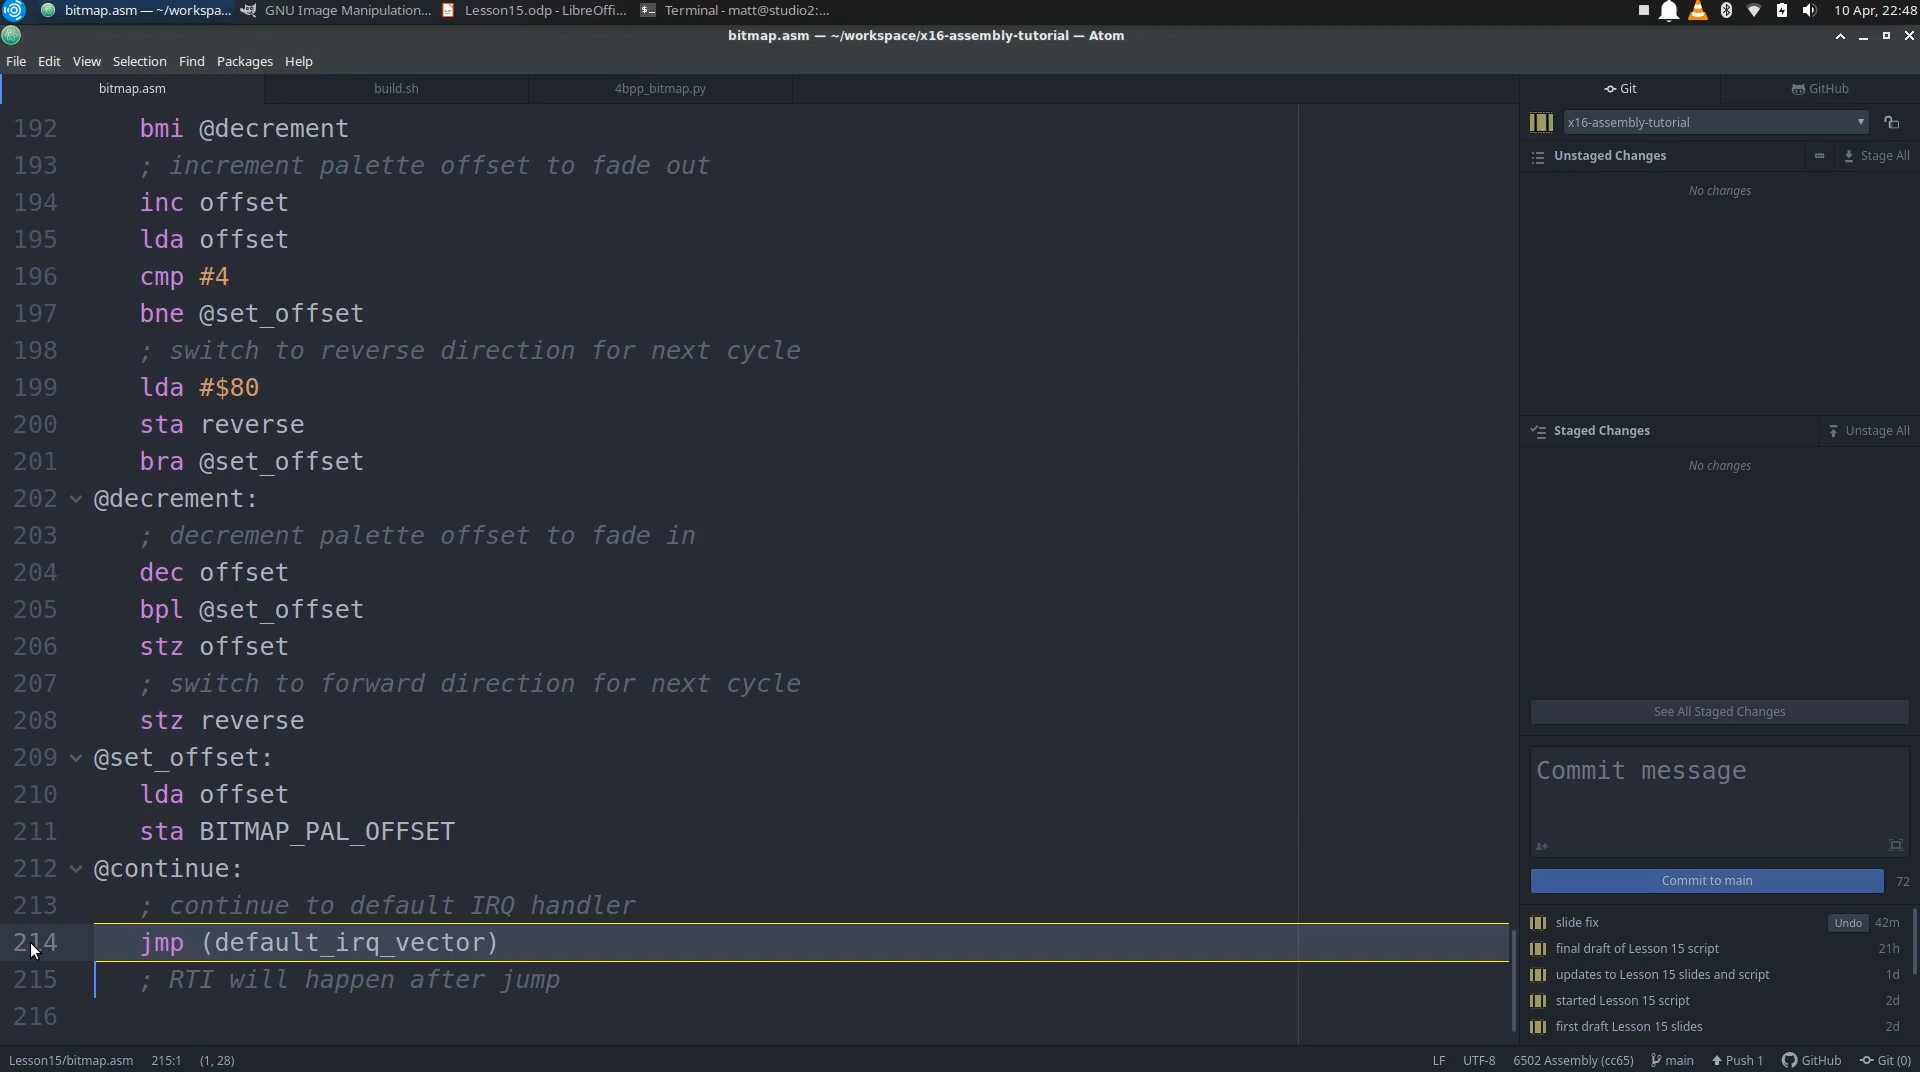 bitmap.asm — ~/workspa...
GNU Image Manipulation...
Lesson15.odp - LibreOffi...
Terminal - matt@studio2:...
10 Apr, 22:48
bitmap.asm — ~/workspace/x16-assembly-tutorial — Atom
File Edit View Selection Find Packages Help
bitmap.asm
build.sh
4bpp_bitmap.py
192 bmi @decrement
193 ; increment palette offset to fade out
194 inc offset
195 lda offset
196 cmp #4
197 bne @set_offset
198 ; switch to reverse direction for next cycle
199 lda #$80
200 sta reverse
201 bra @set_offset
202 @decrement:
203 ; decrement palette offset to fade in
204 dec offset
205 bpl @set_offset
206 stz offset
207 ; switch to forward direction for next cycle
208 stz reverse
209 @set_offset:
210 lda offset
211 sta BITMAP_PAL_OFFSET
212 @continue:
213 ; continue to default IRQ handler
214 jmp (default_irq_vector)
215 ; RTI will happen after jump
216
Git
GitHub
x16-assembly-tutorial
Unstaged Changes
Stage All
No changes
Staged Changes
Unstage All
No changes
See All Staged Changes
Commit message
Commit to main
72
slide fix Undo 42m
final draft of Lesson 15 script 21h
updates to Lesson 15 slides and script 1d
started Lesson 15 script 2d
first draft Lesson 15 slides 2d
Lesson15/bitmap.asm 215:1 (1, 28)
LF UTF-8 6502 Assembly (cc65) main Push 1 GitHub Git (0)